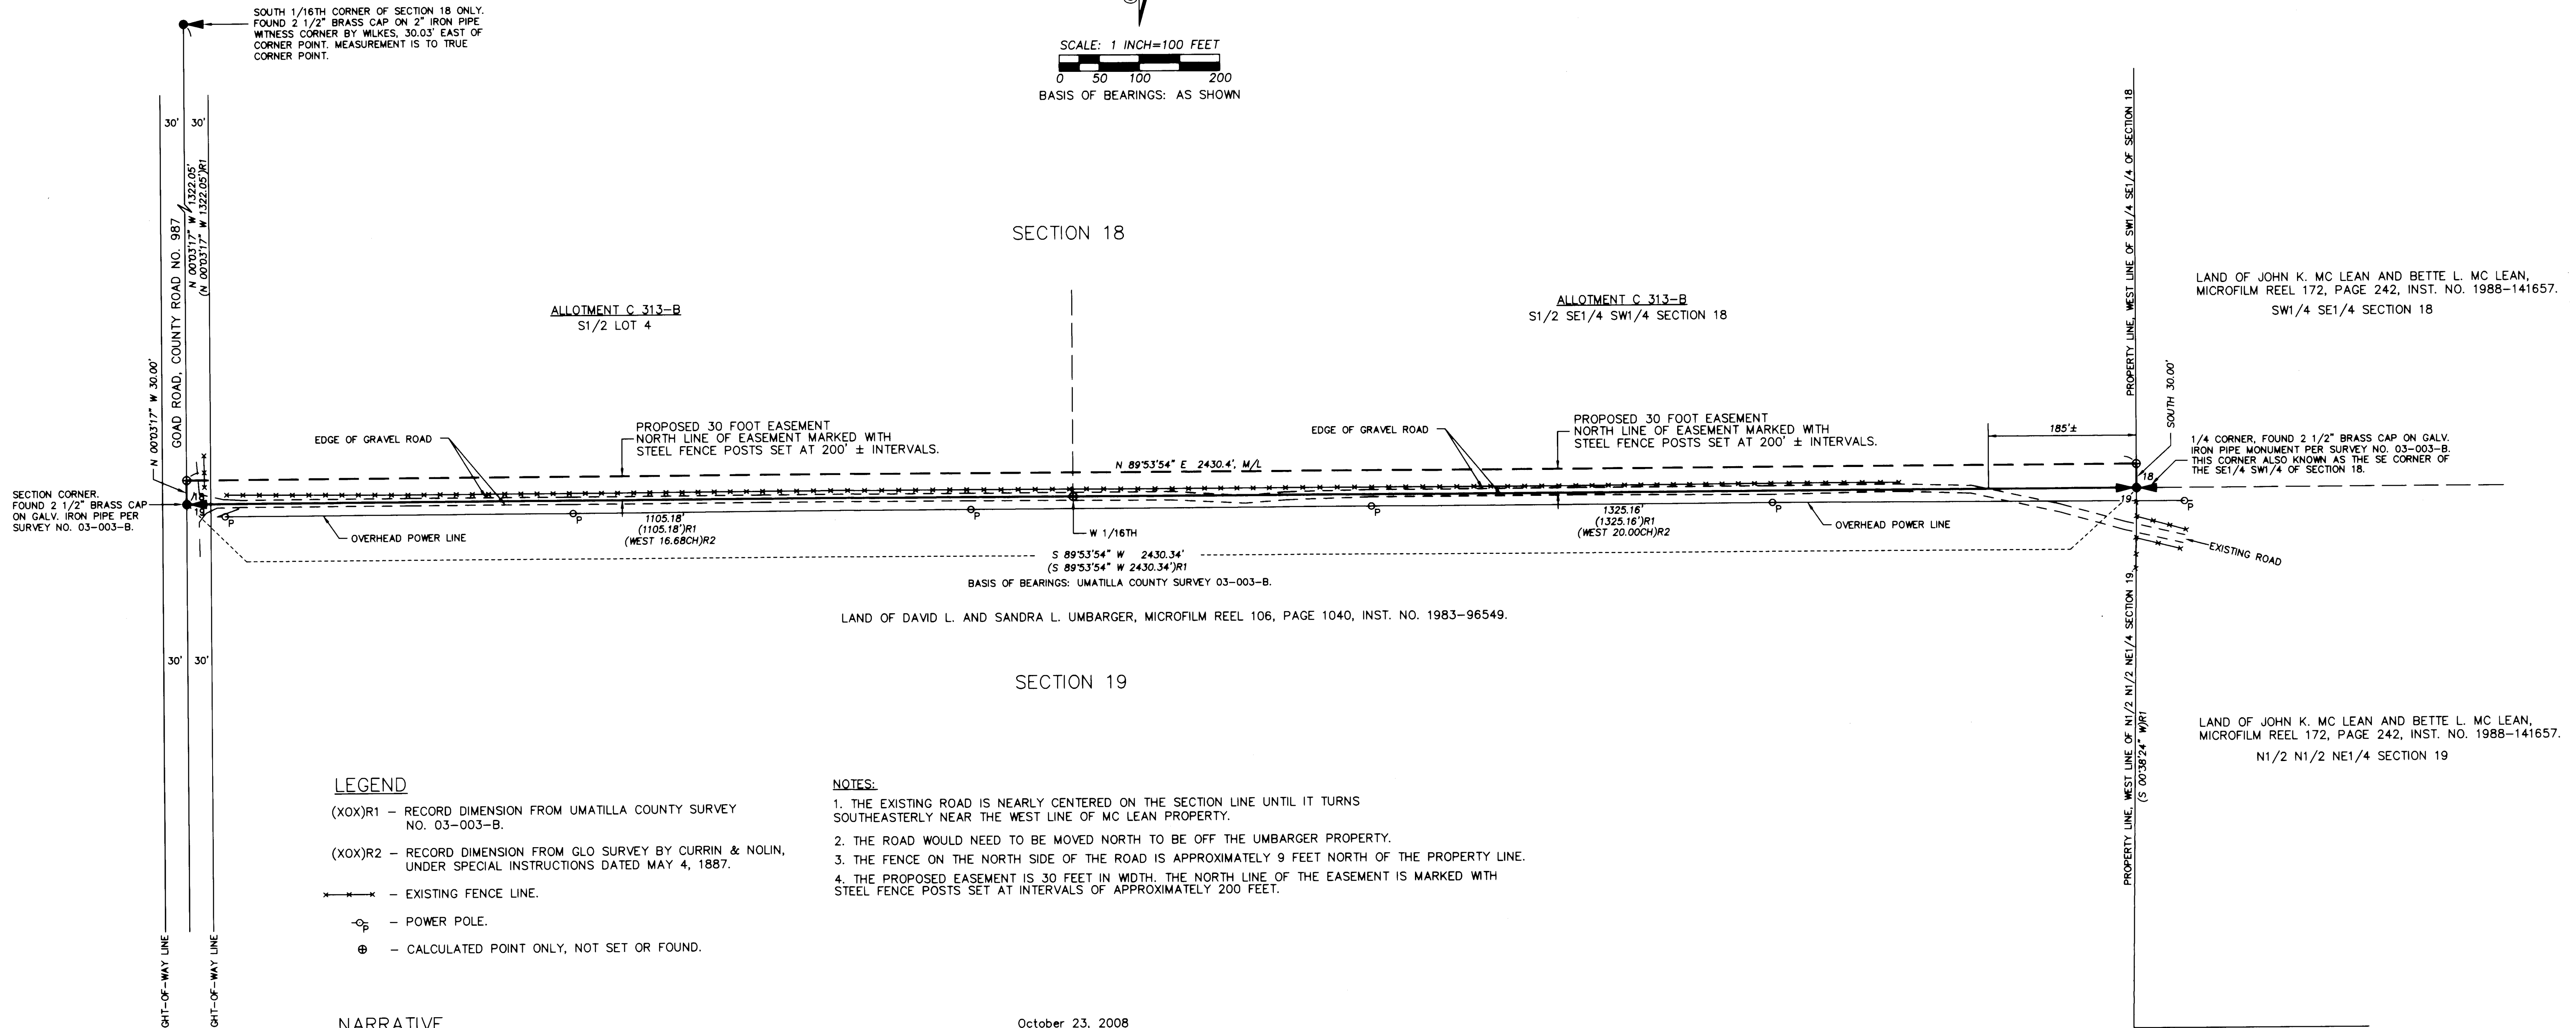 SOUTH 1/16TH CORNER OF SECTION 18 ONLY.
FOUND 2 1/2" BRASS CAP ON 2" IRON PIPE
WITNESS CORNER BY WILKES, 30.03' EAST OF
CORNER POINT. MEASUREMENT IS TO TRUE
CORNER POINT.
SCALE: 1 INCH=100 FEET
0 50 100 200
BASIS OF BEARINGS: AS SHOWN
30' 30'
N 00°03'17" W 1322.05'
(N 00°03'17" W 1322.05')R1
GOAD ROAD, COUNTY ROAD NO. 987
N 00°03'17" W 30.00'
SECTION 18
ALLOTMENT C 313-B
S1/2 LOT 4
ALLOTMENT C 313-B
S1/2 SE1/4 SW1/4 SECTION 18
PROPERTY LINE, WEST LINE OF SW1/4 SE1/4 OF SECTION 18
LAND OF JOHN K. MC LEAN AND BETTE L. MC LEAN,
MICROFILM REEL 172, PAGE 242, INST. NO. 1988-141657.
SW1/4 SE1/4 SECTION 18
SOUTH 30.00'
EDGE OF GRAVEL ROAD
PROPOSED 30 FOOT EASEMENT
NORTH LINE OF EASEMENT MARKED WITH
STEEL FENCE POSTS SET AT 200' ± INTERVALS.
EDGE OF GRAVEL ROAD
PROPOSED 30 FOOT EASEMENT
NORTH LINE OF EASEMENT MARKED WITH
STEEL FENCE POSTS SET AT 200' ± INTERVALS.
185'±
1/4 CORNER, FOUND 2 1/2" BRASS CAP ON GALV.
IRON PIPE MONUMENT PER SURVEY NO. 03-003-B.
THIS CORNER ALSO KNOWN AS THE SE CORNER OF
THE SE1/4 SW1/4 OF SECTION 18.
N 89°53'54" E 2430.4', M/L
SECTION CORNER.
FOUND 2 1/2" BRASS CAP
ON GALV. IRON PIPE PER
SURVEY NO. 03-003-B.
18
19
18
19
P
P
P
P
P
P
OVERHEAD POWER LINE
1105.18'
(1105.18')R1
(WEST 16.68CH)R2
W 1/16TH
1325.16'
(1325.16')R1
(WEST 20.00CH)R2
OVERHEAD POWER LINE
EXISTING ROAD
S 89°53'54" W 2430.34'
(S 89°53'54" W 2430.34')R1
BASIS OF BEARINGS: UMATILLA COUNTY SURVEY 03-003-B.
LAND OF DAVID L. AND SANDRA L. UMBARGER, MICROFILM REEL 106, PAGE 1040, INST. NO. 1983-96549.
30' 30'
SECTION 19
PROPERTY LINE, WEST LINE OF N1/2 N1/2 NE1/4 SECTION 19
(S 00°38'24" W)R1
LAND OF JOHN K. MC LEAN AND BETTE L. MC LEAN,
MICROFILM REEL 172, PAGE 242, INST. NO. 1988-141657.
N1/2 N1/2 NE1/4 SECTION 19
LEGEND
(XOX)R1 - RECORD DIMENSION FROM UMATILLA COUNTY SURVEY
NO. 03-003-B.
(XOX)R2 - RECORD DIMENSION FROM GLO SURVEY BY CURRIN & NOLIN,
UNDER SPECIAL INSTRUCTIONS DATED MAY 4, 1887.
- EXISTING FENCE LINE.
P - POWER POLE.
- CALCULATED POINT ONLY, NOT SET OR FOUND.
NOTES:
1. THE EXISTING ROAD IS NEARLY CENTERED ON THE SECTION LINE UNTIL IT TURNS
SOUTHEASTERLY NEAR THE WEST LINE OF MC LEAN PROPERTY.
2. THE ROAD WOULD NEED TO BE MOVED NORTH TO BE OFF THE UMBARGER PROPERTY.
3. THE FENCE ON THE NORTH SIDE OF THE ROAD IS APPROXIMATELY 9 FEET NORTH OF THE PROPERTY LINE.
4. THE PROPOSED EASEMENT IS 30 FEET IN WIDTH. THE NORTH LINE OF THE EASEMENT IS MARKED WITH
STEEL FENCE POSTS SET AT INTERVALS OF APPROXIMATELY 200 FEET.
GHT-OF-WAY LINE
GHT-OF-WAY LINE
NARRATIVE
October 23, 2008